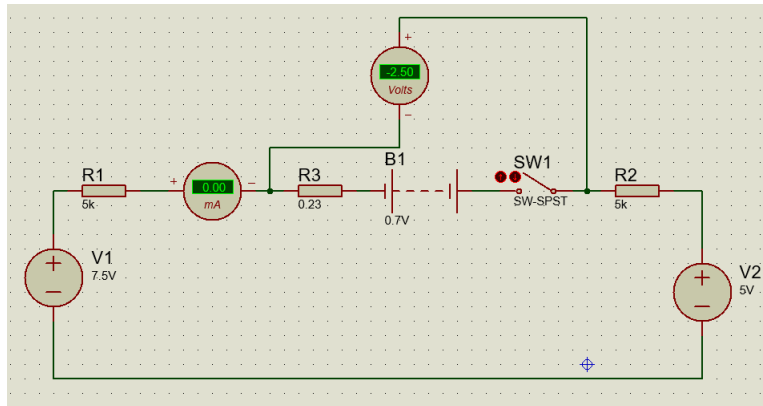 +
-2.50
Volts
−
R1
5k
+
0.00
mA
−
R3
0.23
B1
0.7V
SW1
SW-SPST
R2
5k
V1
7.5V
+
−
V2
5V
+
−